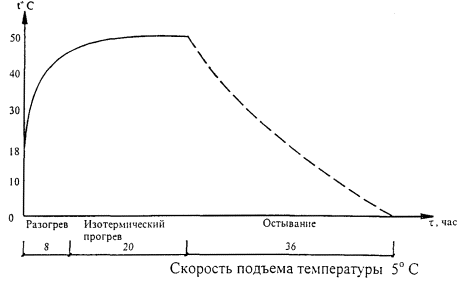 t°C
50
40
30
18
10
0
τ, час
Разогрев
Изотермический
прогрев
Остывание
8
20
36
Скорость подъема температуры 5° С